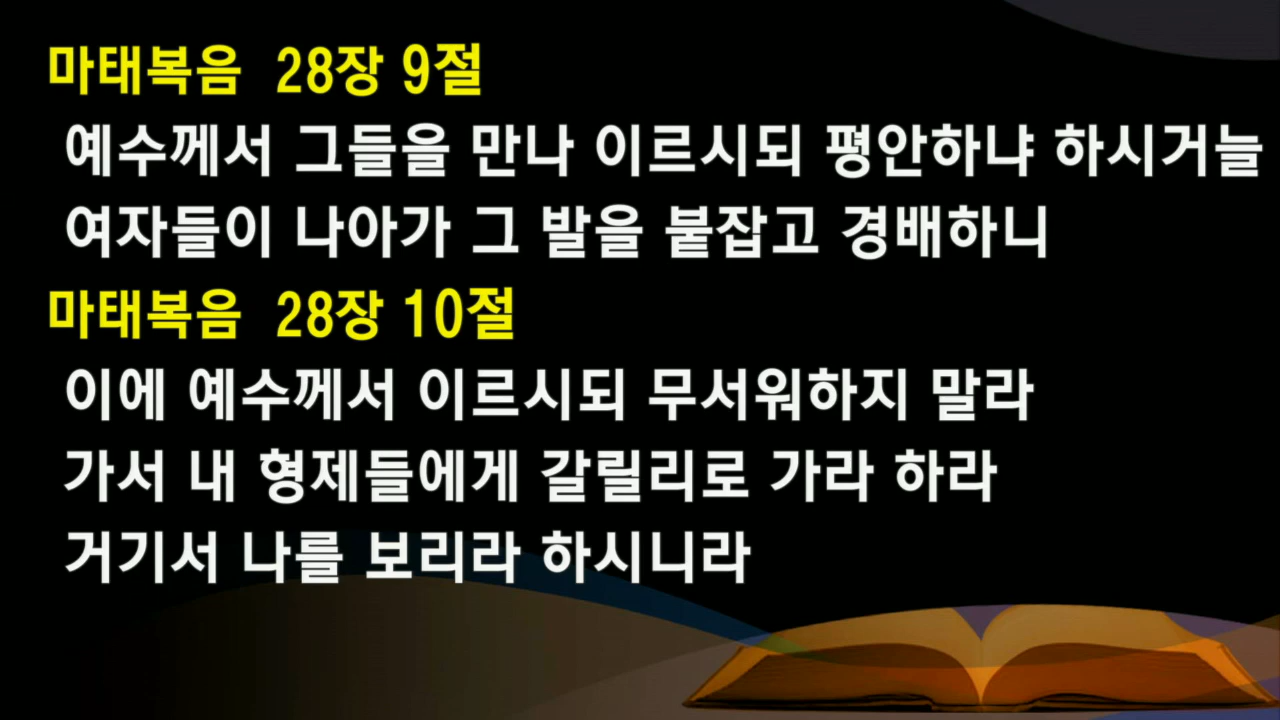 마태복음 28장 9절
예수께서 그들을 만나 이르시되 평안하냐 하시거늘
여자들이 나아가 그 발을 붙잡고 경배하니
마태복음 28장 10절
이에 예수께서 이르시되 무서워하지 말라
가서 내 형제들에게 갈릴리로 가라 하라
거기서 나를 보리라 하시니라